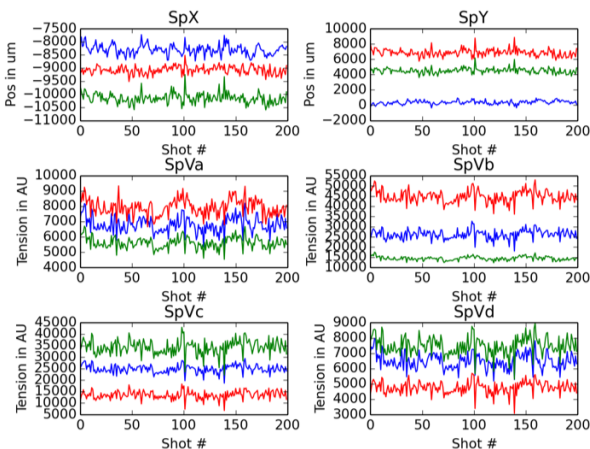 SpX
SpY
−7500
−8000
−8500
−9000
−9500
−10000
−10500
−11000
Pos in um
0 50 100 150 200
Shot #
10000
8000
6000
4000
2000
0
−2000
Pos in um
0 50 100 150 200
Shot #
SpVa
SpVb
10000
9000
8000
7000
6000
5000
4000
Tension in AU
0 50 100 150 200
Shot #
55000
50000
45000
40000
35000
30000
25000
20000
15000
10000
Tension in AU
0 50 100 150 200
Shot #
SpVc
SpVd
45000
40000
35000
30000
25000
20000
15000
10000
5000
Tension in AU
0 50 100 150 200
Shot #
9000
8000
7000
6000
5000
4000
3000
Tension in AU
0 50 100 150 200
Shot #